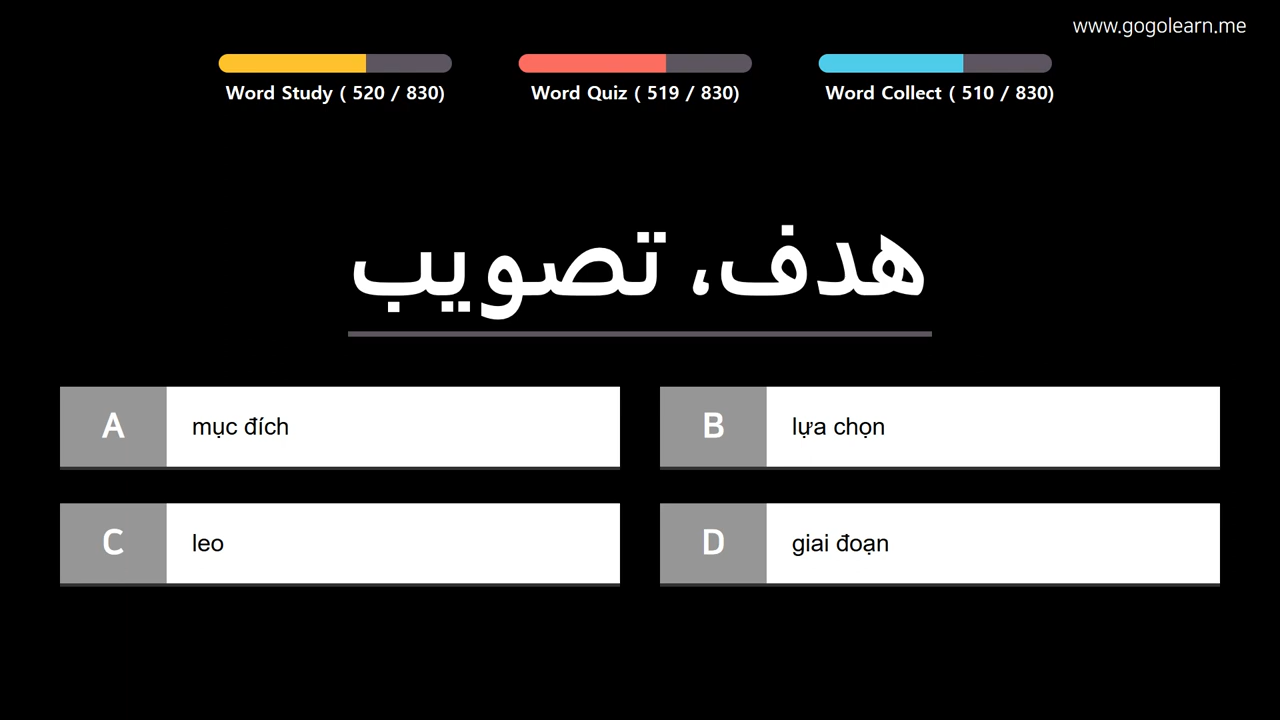 www.gogolearn.me
Word Study ( 520 / 830)
Word Quiz ( 519 / 830)
Word Collect ( 510 / 830)
هدف، تصويب
A
mục đích
B
lựa chọn
C
leo
D
giai đoạn